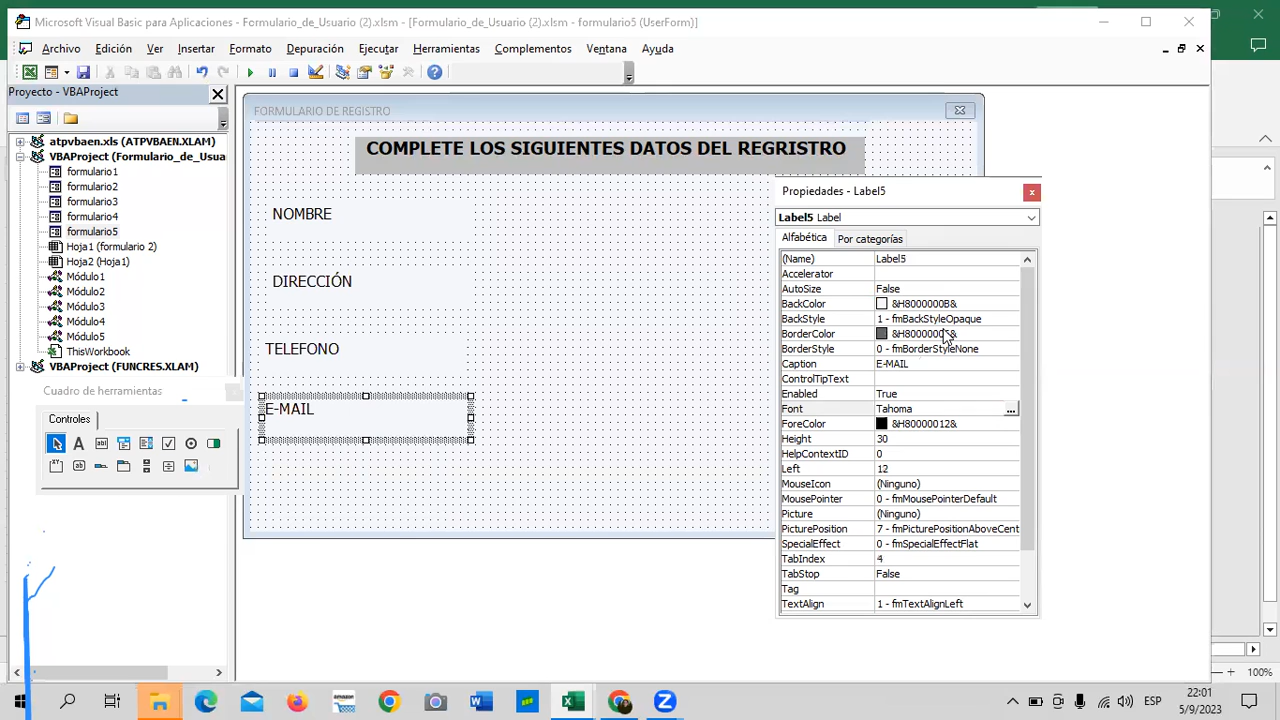 Microsoft Visual Basic para Aplicaciones - Formulario_de_Usuario (2).xlsm - [Formulario_de_Usuario (2).xlsm - formulario5 (UserForm)]
Archivo Edición Ver Insertar Formato Depuración Ejecutar Herramientas Complementos Ventana Ayuda
Proyecto - VBAProject
atpvbaen.xls (ATPVBAEN.XLAM)
VBAProject (Formulario_de_Usua
formulario1
formulario2
formulario3
formulario4
formulario5
Hoja1 (formulario 2)
Hoja2 (Hoja1)
Módulo1
Módulo2
Módulo3
Módulo4
Módulo5
ThisWorkbook
VBAProject (FUNCRES.XLAM)
Cuadro de herramientas
Controles
FORMULARIO DE REGISTRO
COMPLETE LOS SIGUIENTES DATOS DEL REGRISTRO
NOMBRE
DIRECCIÓN
TELEFONO
E-MAIL
Propiedades - Label5
Label5 Label
Alfabética Por categorías
(Name) Label5
Accelerator
AutoSize False
BackColor &H8000000B&
BackStyle 1 - fmBackStyleOpaque
BorderColor
BorderStyle 0 - fmBorderStyleNone
Caption E-MAIL
ControlTipText
Enabled True
Font Tahoma ...
ForeColor &H80000012&
Height 30
HelpContextID 0
Left 12
MouseIcon (Ninguno)
MousePointer 0 - fmMousePointerDefault
Picture (Ninguno)
PicturePosition 7 - fmPicturePositionAboveCent
SpecialEffect 0 - fmSpecialEffectFlat
TabIndex 4
TabStop False
Tag
TextAlign 1 - fmTextAlignLeft
100%
ESP
22:01
5/9/2023